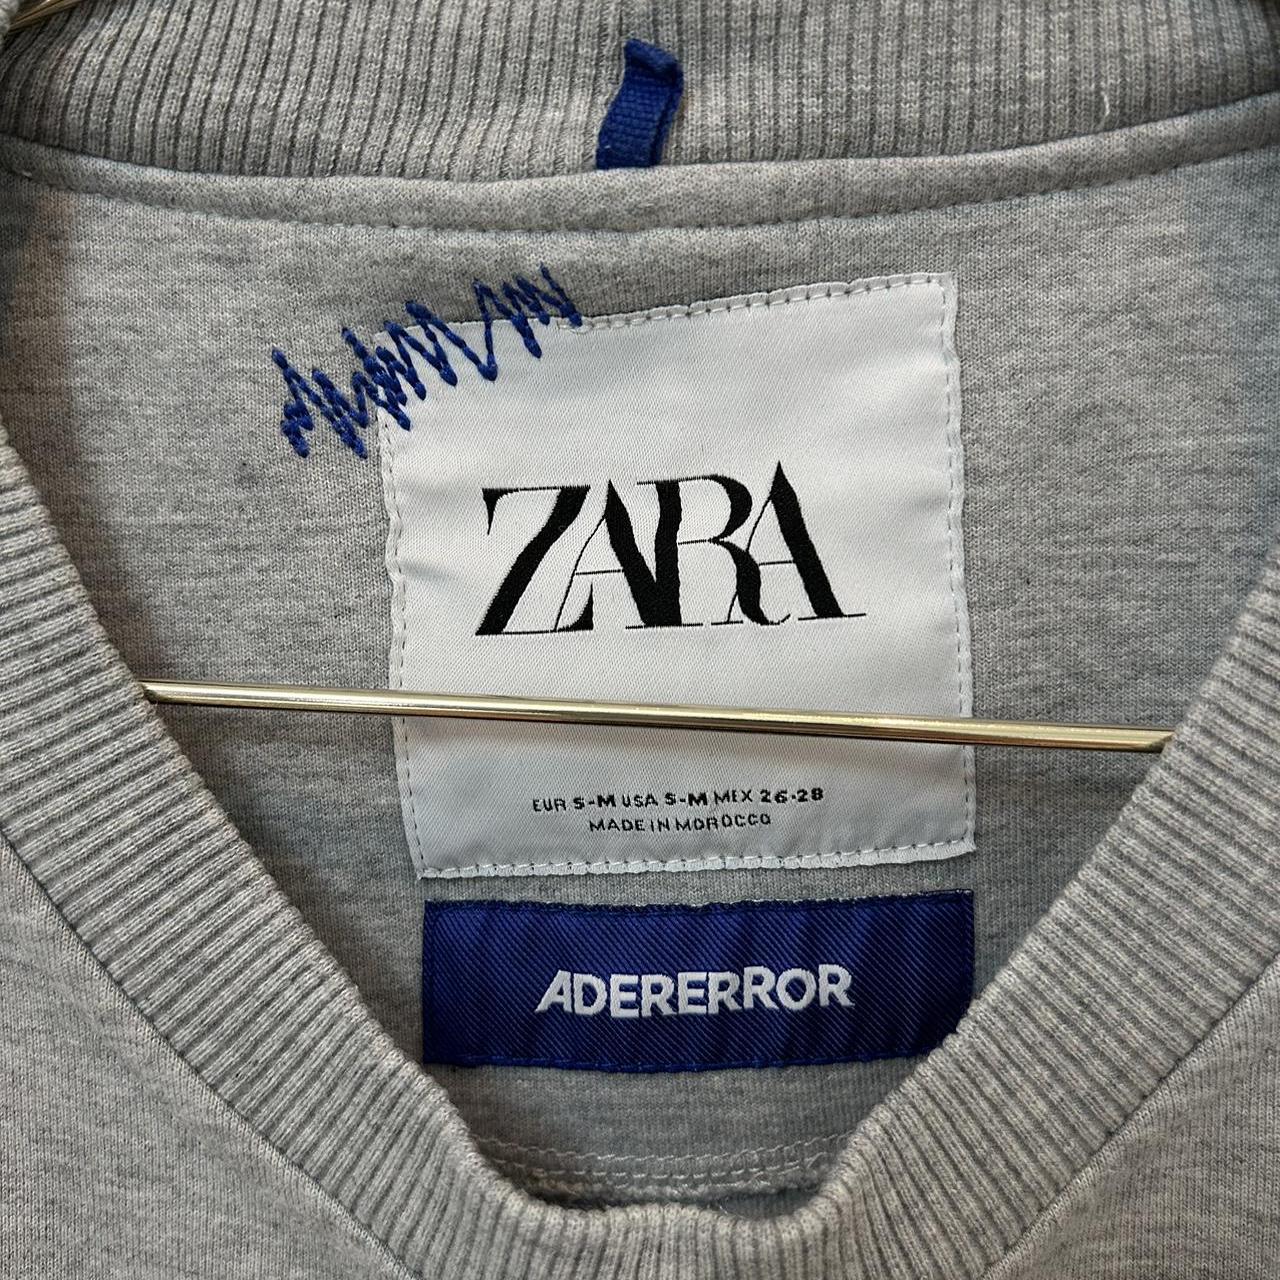 ZARA
EUR S-M USA S-M MEX 26-28
MADE IN MOROCCO
ADERERROR